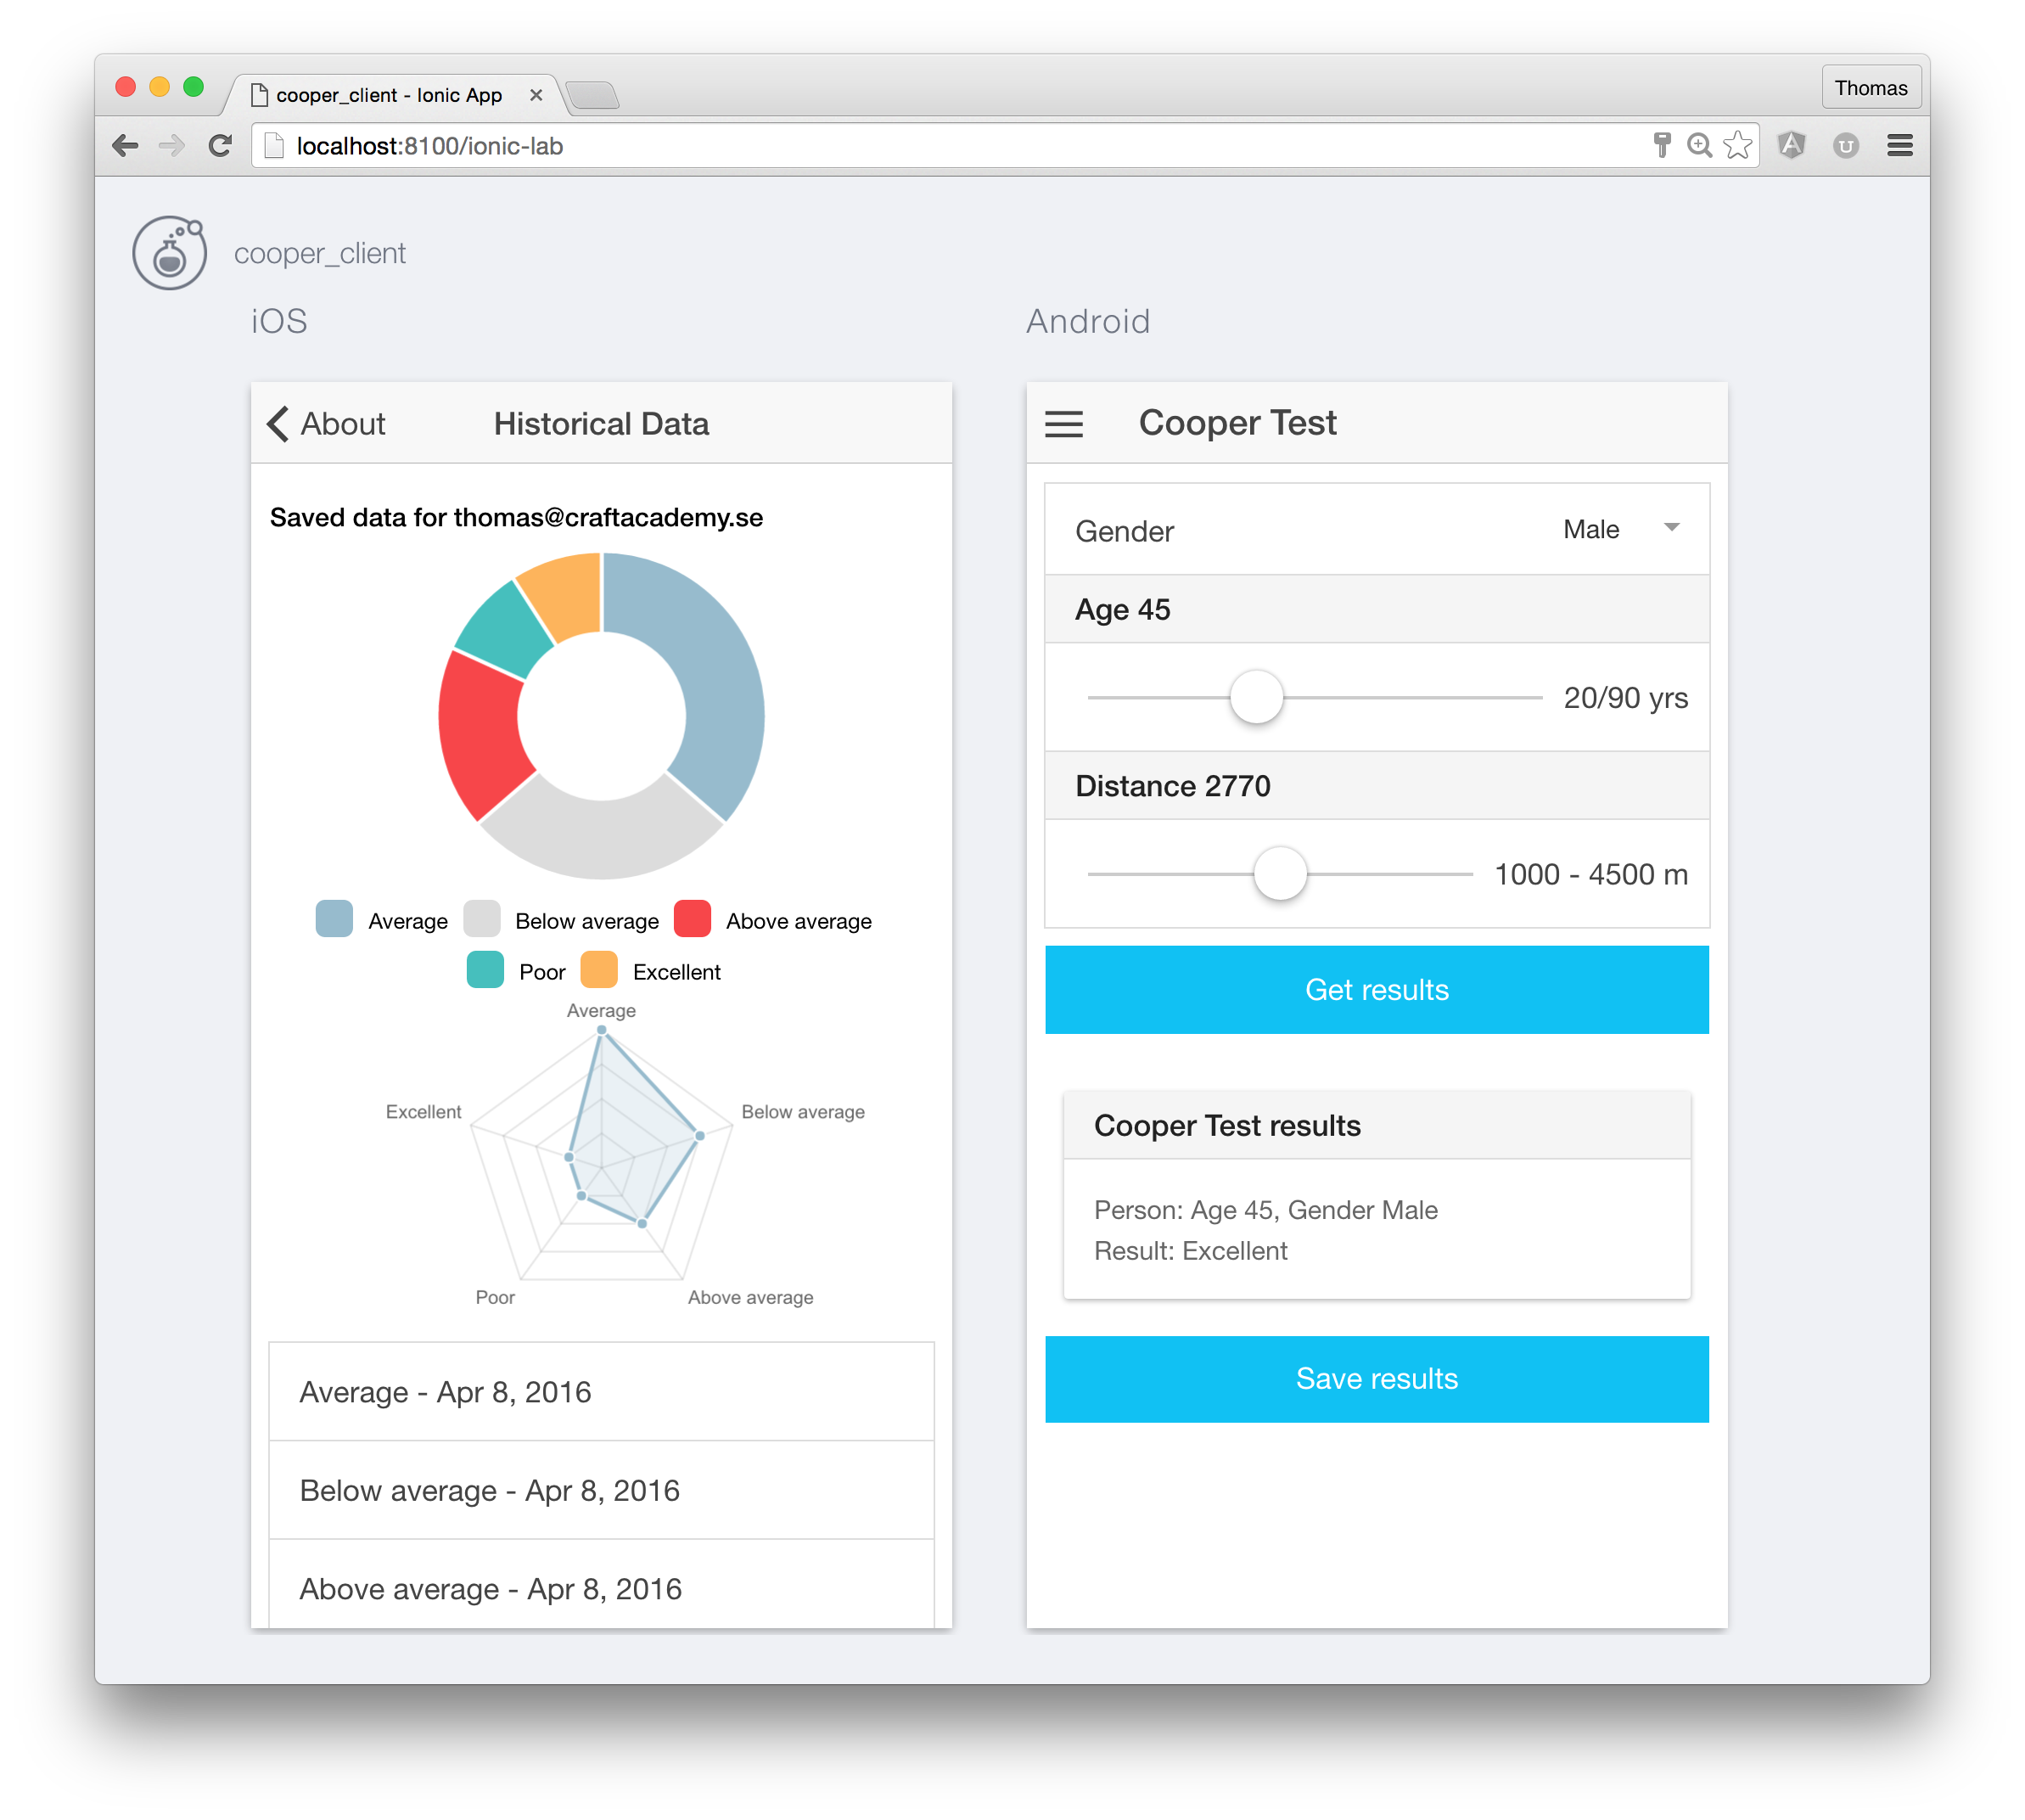 cooper_client - Ionic App
Thomas
localhost:8100/ionic-lab
cooper_client
iOS
About
Historical Data
Saved data for thomas@craftacademy.se
Average
Below average
Above average
Poor
Excellent
Average
Excellent
Below average
Poor
Above average
Average - Apr 8, 2016
Below average - Apr 8, 2016
Above average - Apr 8, 2016
Android
Cooper Test
Gender
Male
Age 45
20/90 yrs
Distance 2770
1000 - 4500 m
Get results
Cooper Test results
Person: Age 45, Gender Male
Result: Excellent
Save results